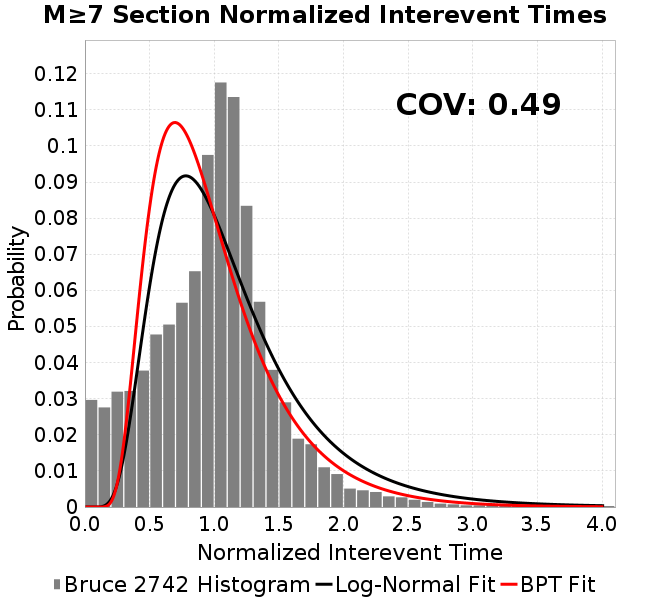 M≥7 Section Normalized Interevent Times
COV: 0.49
Probability
0.12
0.11
0.1
0.09
0.08
0.07
0.06
0.05
0.04
0.03
0.02
0.01
0
0.0 0.5 1.0 1.5 2.0 2.5 3.0 3.5 4.0
Normalized Interevent Time
Bruce 2742 Histogram Log-Normal Fit BPT Fit